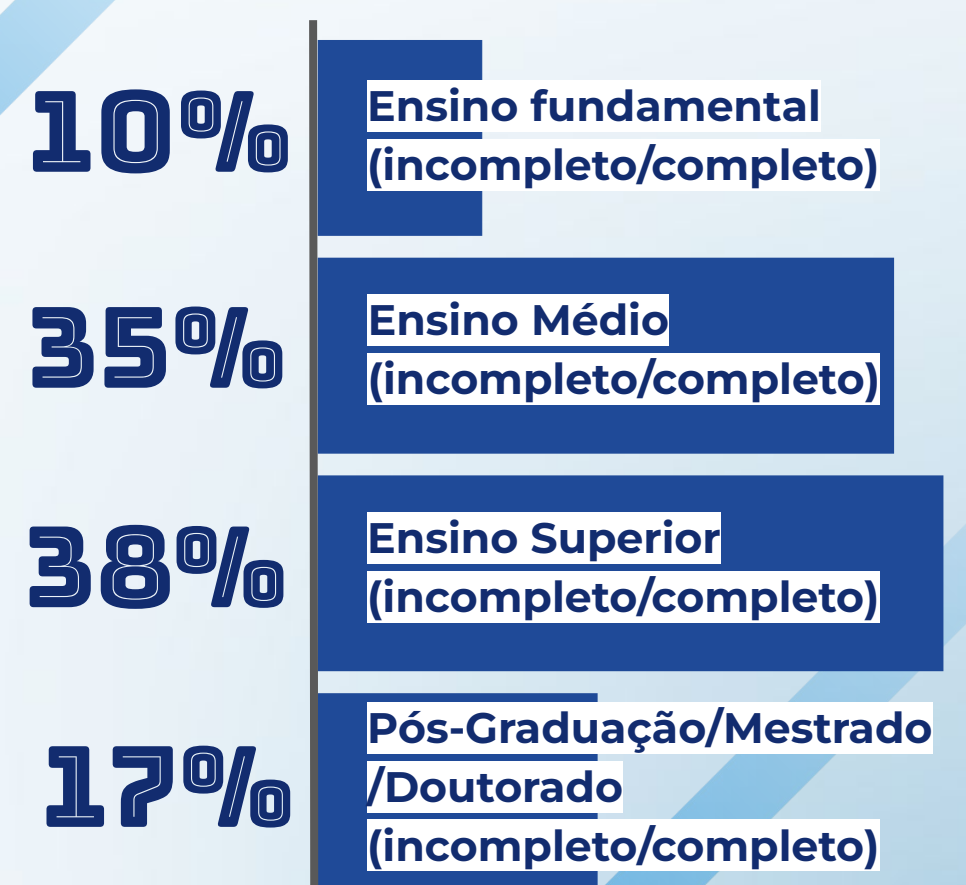 10%
Ensino fundamental
(incompleto/completo)
35%
Ensino Médio
(incompleto/completo)
38%
Ensino Superior
(incompleto/completo)
17%
Pós-Graduação/Mestrado
/Doutorado
(incompleto/completo)